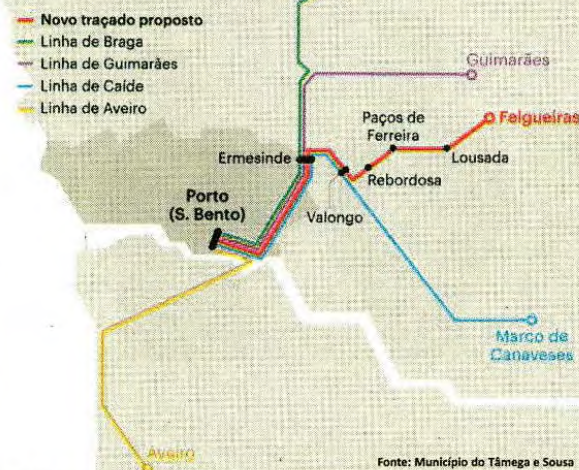 Novo traçado proposto
Linha de Braga
Linha de Guimarães
Linha de Caíde
Linha de Aveiro
Guimarães
Paços de
Ferreira
Felgueiras
Ermesinde
Lousada
Rebordosa
Porto
(S. Bento)
Valongo
Marco de
Canaveses
Aveiro
Fonte: Município do Tâmega e Sousa